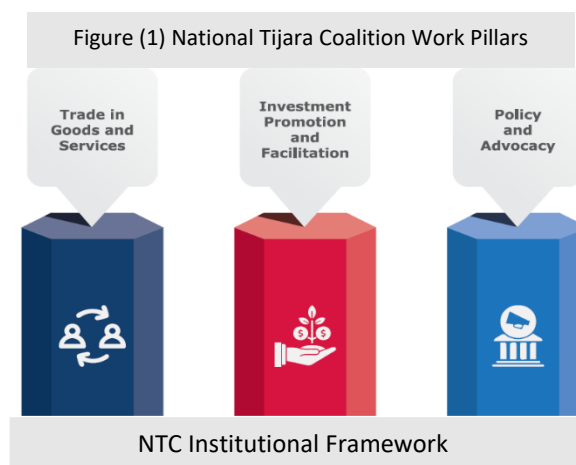 Figure (1) National Tijara Coalition Work Pillars
Trade in
Goods and
Services
Investment
Promotion
and
Facilitation
Policy
and
Advocacy
$ $
NTC Institutional Framework